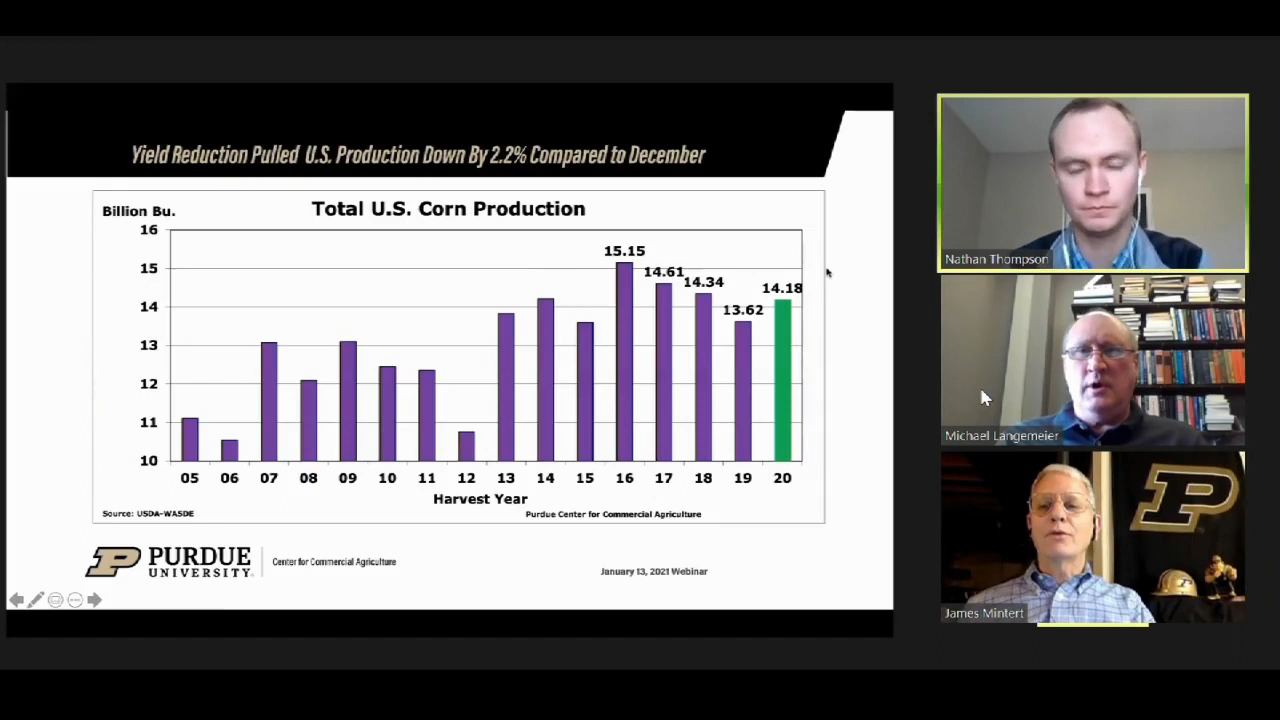 Yield Reduction Pulled U.S. Production Down By 2.2% Compared to December
Billion Bu.
Total U.S. Corn Production
16
15
14
13
12
11
10
15.15
14.61
14.34
13.62
14.18
05 06 07 08 09 10 11 12 13 14 15 16 17 18 19 20
Harvest Year
Source: USDA-WASDE
Purdue Center for Commercial Agriculture
P PURDUE UNIVERSITY.
Center for Commercial Agriculture
January 13, 2021 Webinar
Nathan Thompson
Michael Langemeier
P
James Mintert